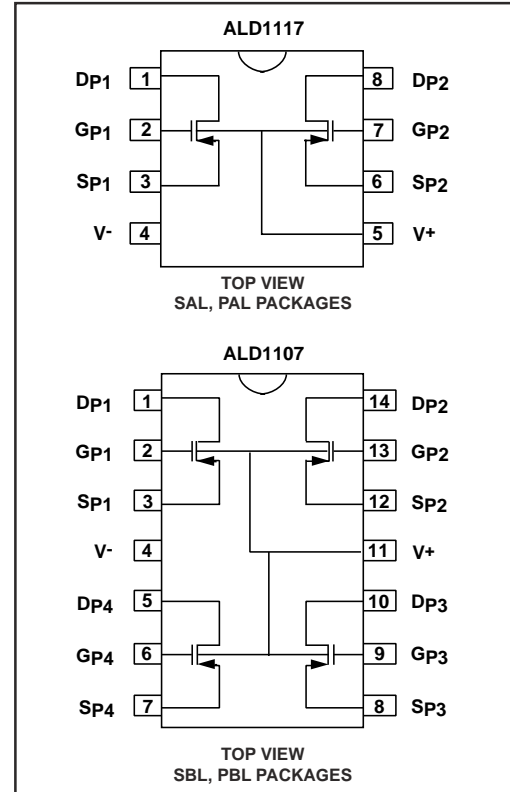 ALD1117
DP1 1 8 DP2
GP1 2 7 GP2
SP1 3 6 SP2
V- 4 5 V+
TOP VIEW
SAL, PAL PACKAGES
ALD1107
DP1 1 14 DP2
GP1 2 13 GP2
SP1 3 12 SP2
V- 4 11 V+
DP4 5 10 DP3
GP4 6 9 GP3
SP4 7 8 SP3
TOP VIEW
SBL, PBL PACKAGES